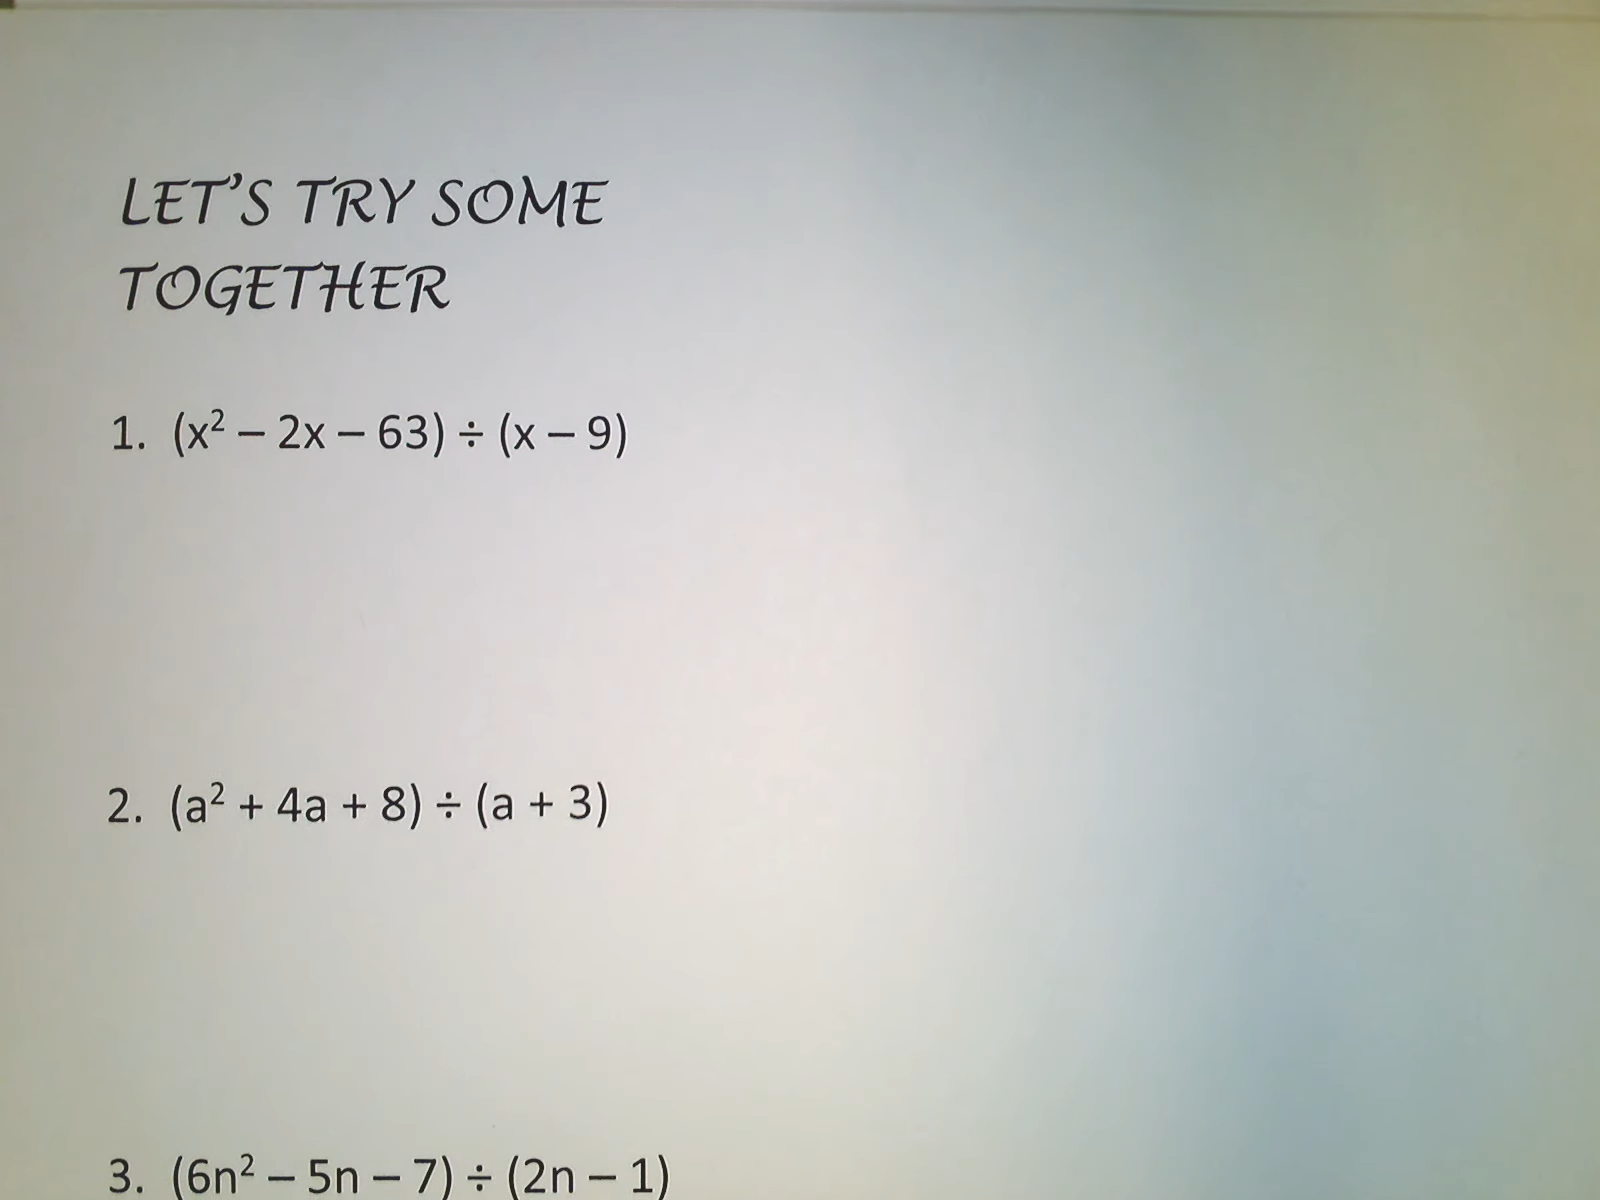 LET'S TRY SOME
TOGETHER
1. (x² – 2x – 63) ÷ (x – 9)
2. (a² + 4a + 8) ÷ (a + 3)
3. (6n² – 5n – 7) ÷ (2n – 1)